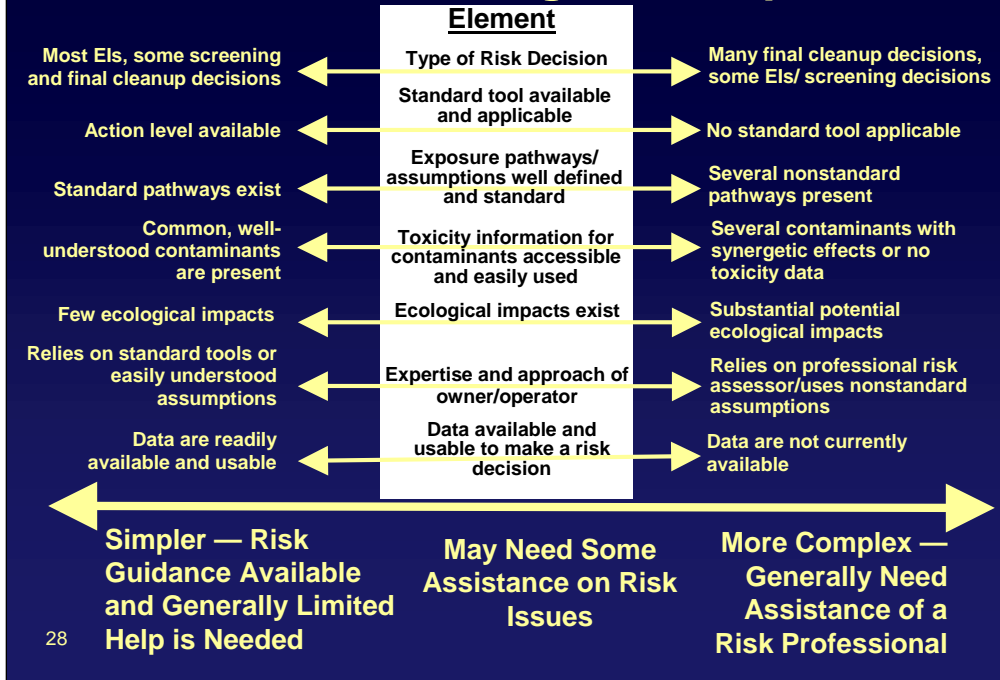 Element
Most EIs, some screening
and final cleanup decisions
Type of Risk Decision
Many final cleanup decisions,
some EIs/ screening decisions
Action level available
Standard tool available
and applicable
No standard tool applicable
Standard pathways exist
Exposure pathways/
assumptions well defined
and standard
Several nonstandard
pathways present
Common, well-
understood contaminants
are present
Toxicity information for
contaminants accessible
and easily used
Several contaminants with
synergetic effects or no
toxicity data
Few ecological impacts
Ecological impacts exist
Substantial potential
ecological impacts
Relies on standard tools or
easily understood
assumptions
Expertise and approach of
owner/operator
Relies on professional risk
assessor/uses nonstandard
assumptions
Data are readily
available and usable
Data available and
usable to make a risk
decision
Data are not currently
available
Simpler — Risk
Guidance Available
and Generally Limited
Help is Needed
May Need Some
Assistance on Risk
Issues
More Complex —
Generally Need
Assistance of a
Risk Professional
28